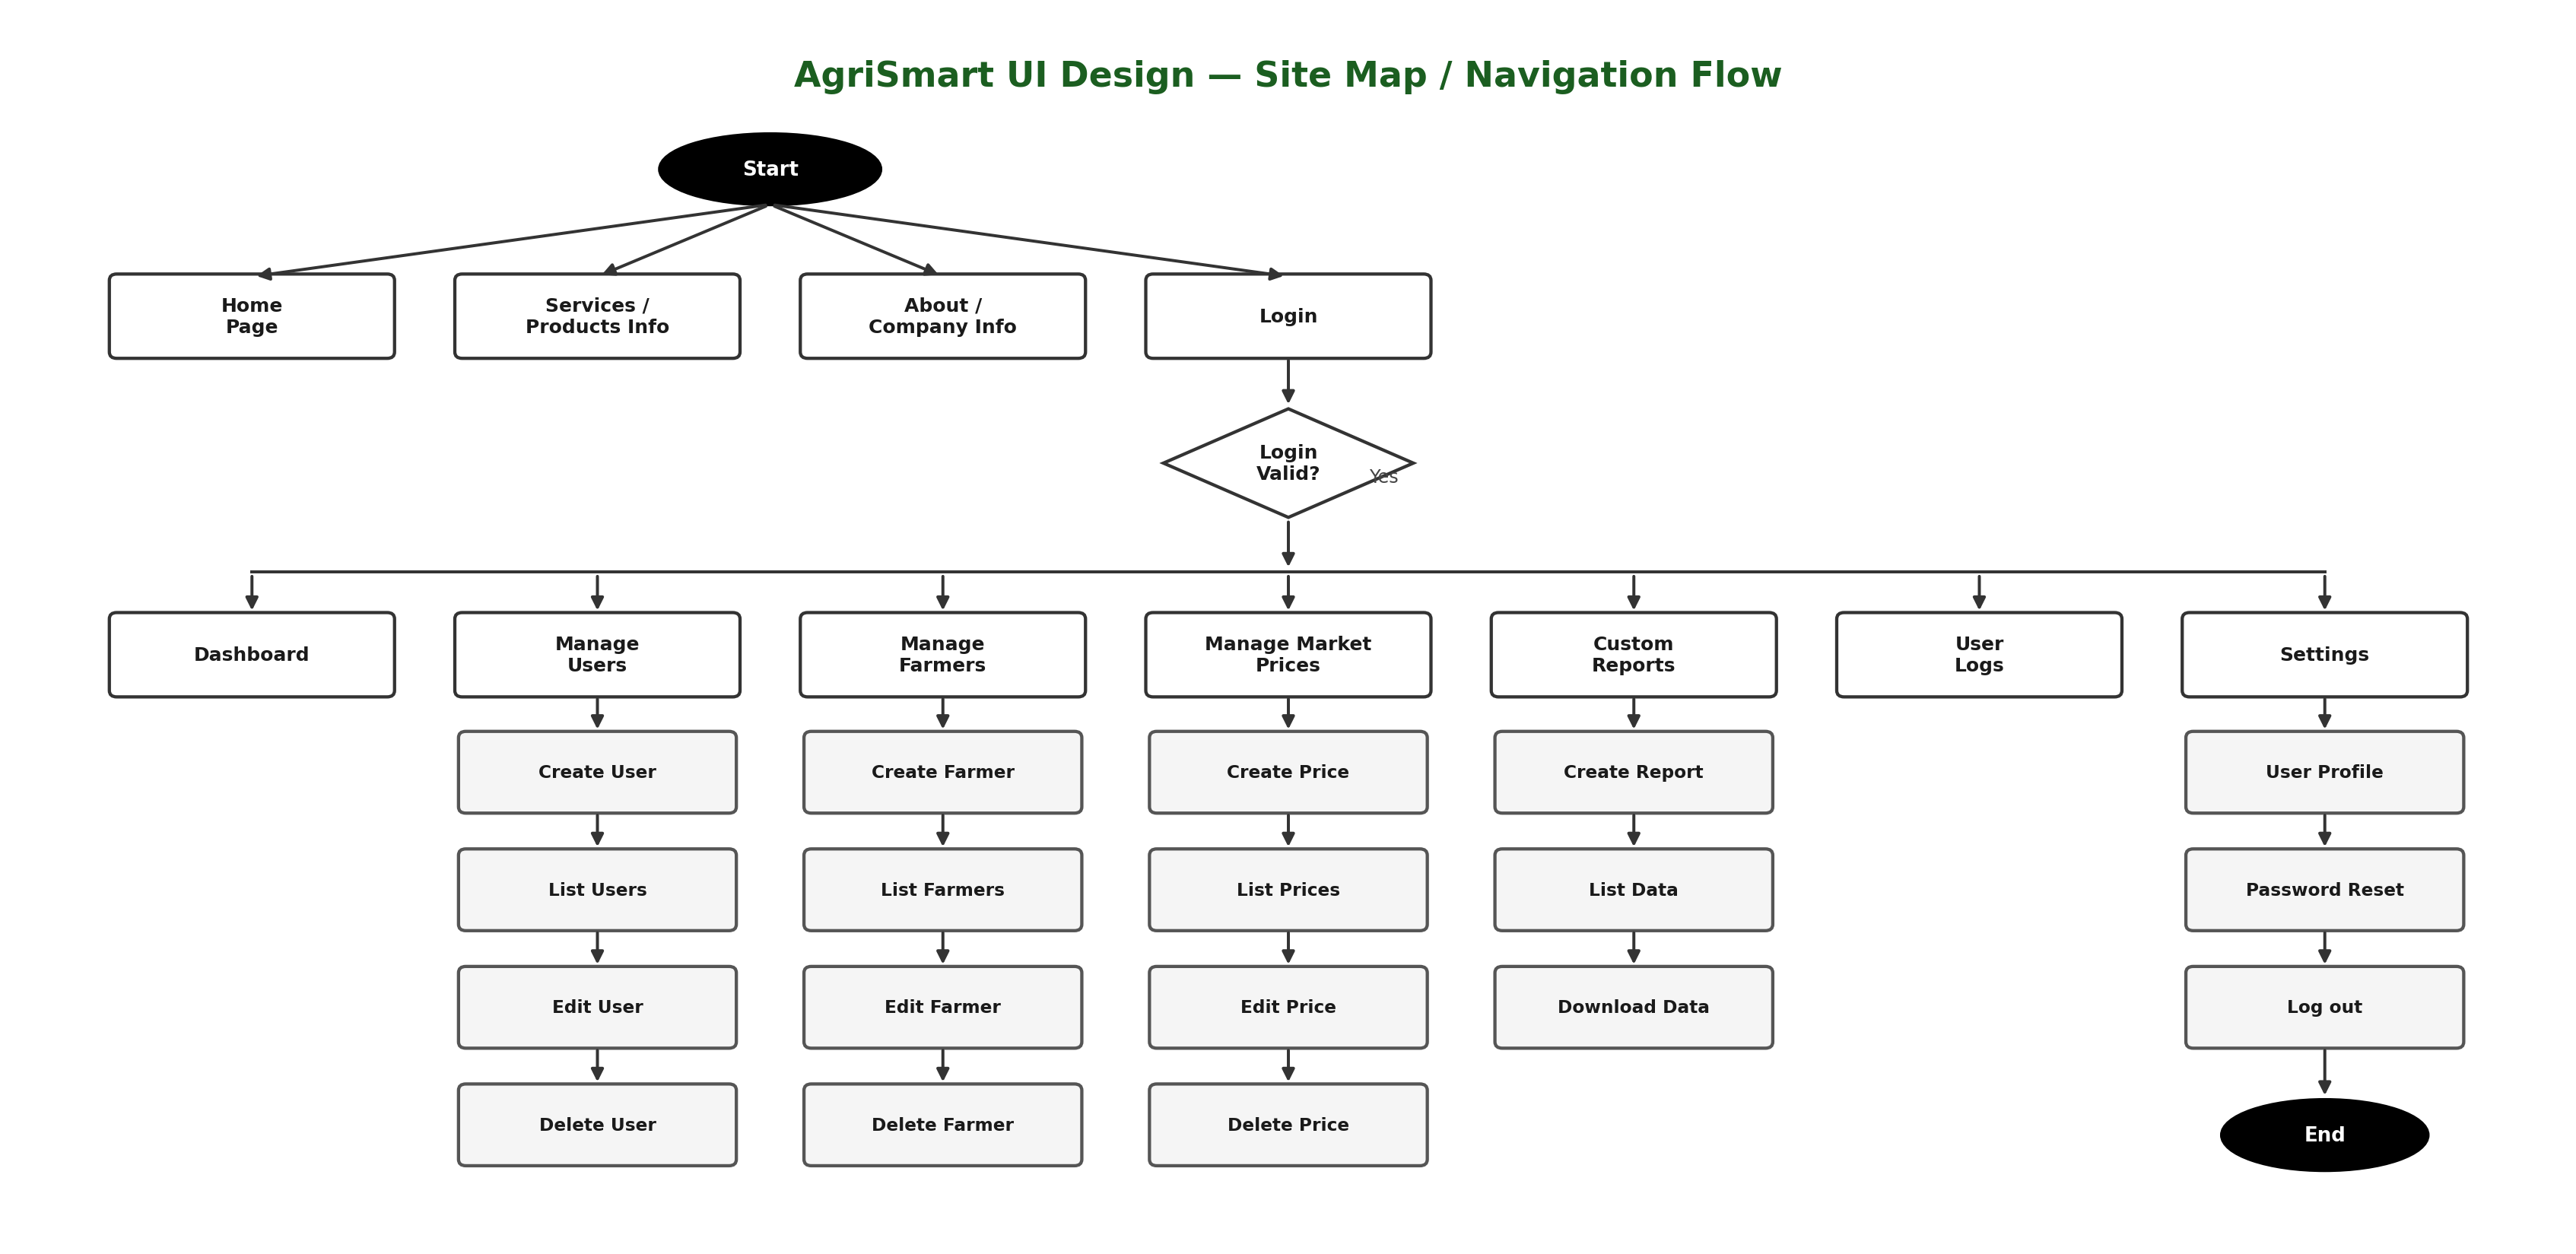 AgriSmart UI Design — Site Map / Navigation Flow
Start
Home
Page
Services /
Products Info
About /
Company Info
Login
Login
Valid?
Yes
Dashboard
Manage
Users
Manage
Farmers
Manage Market
Prices
Custom
Reports
User
Logs
Settings
Create User
Create Farmer
Create Price
Create Report
User Profile
List Users
List Farmers
List Prices
List Data
Password Reset
Edit User
Edit Farmer
Edit Price
Download Data
Log out
Delete User
Delete Farmer
Delete Price
End